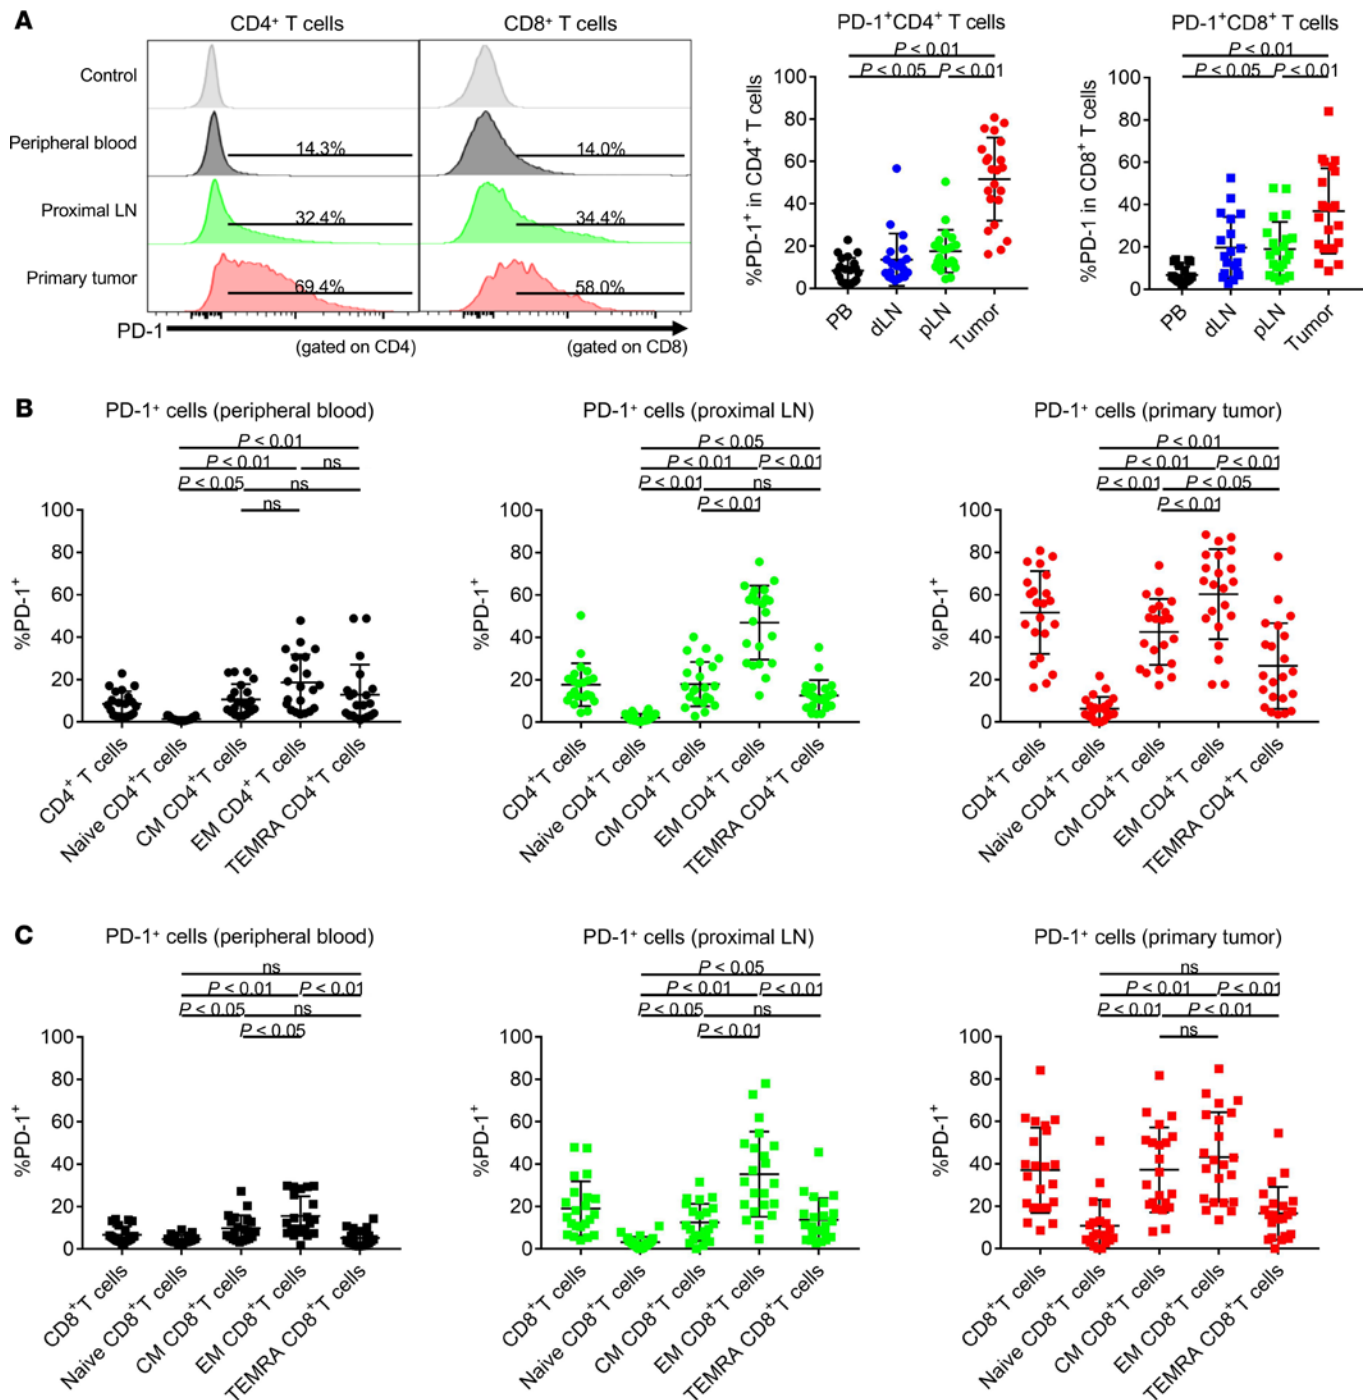 A
CD4+ T cells
CD8+ T cells
Control
Peripheral blood
14.3%
14.0%
Proximal LN
32.4%
34.4%
Primary tumor
69.4%
58.0%
PD-1
(gated on CD4)
(gated on CD8)
PD-1+CD4+ T cells
P < 0.01
P < 0.05
P < 0.01
%PD-1+ in CD4+ T cells
100
80
60
40
20
0
PB
dLN
pLN
Tumor
PD-1+CD8+ T cells
P < 0.01
P < 0.05
P < 0.01
%PD-1 in CD8+ T cells
100
80
60
40
20
0
PB
dLN
pLN
Tumor
B
PD-1+ cells (peripheral blood)
P < 0.01
P < 0.01
ns
P < 0.05
ns
ns
%PD-1+
100
80
60
40
20
0
CD4+T cells
Naive CD4+T cells
CM CD4+T cells
EM CD4+ T cells
TEMRA CD4+T cells
PD-1+ cells (proximal LN)
P < 0.05
P < 0.01
P < 0.01
P < 0.01
ns
P < 0.01
%PD-1+
100
80
60
40
20
0
CD4+T cells
Naive CD4+T cells
CM CD4+T cells
EM CD4+T cells
TEMRA CD4+T cells
PD-1+ cells (primary tumor)
P < 0.01
P < 0.01
P < 0.01
P < 0.01
P < 0.05
P < 0.01
%PD-1+
100
80
60
40
20
0
CD4+T cells
Naive CD4+T cells
CM CD4+T cells
EM CD4+T cells
TEMRA CD4+T cells
C
PD-1+ cells (peripheral blood)
ns
P < 0.01
P < 0.01
P < 0.05
ns
P < 0.05
%PD-1+
100
80
60
40
20
0
CD8+T cells
Naive CD8+T cells
CM CD8+T cells
EM CD8+T cells
TEMRA CD8+T cells
PD-1+ cells (proximal LN)
P < 0.05
P < 0.01
P < 0.01
P < 0.05
ns
P < 0.01
%PD-1+
100
80
60
40
20
0
CD8+T cells
Naive CD8+T cells
CM CD8+T cells
EM CD8+T cells
TEMRA CD8+T cells
PD-1+ cells (primary tumor)
ns
P < 0.01
P < 0.01
P < 0.01
P < 0.01
ns
%PD-1+
100
80
60
40
20
0
CD8+T cells
Naive CD8+T cells
CM CD8+T cells
EM CD8+T cells
TEMRA CD8+T cells